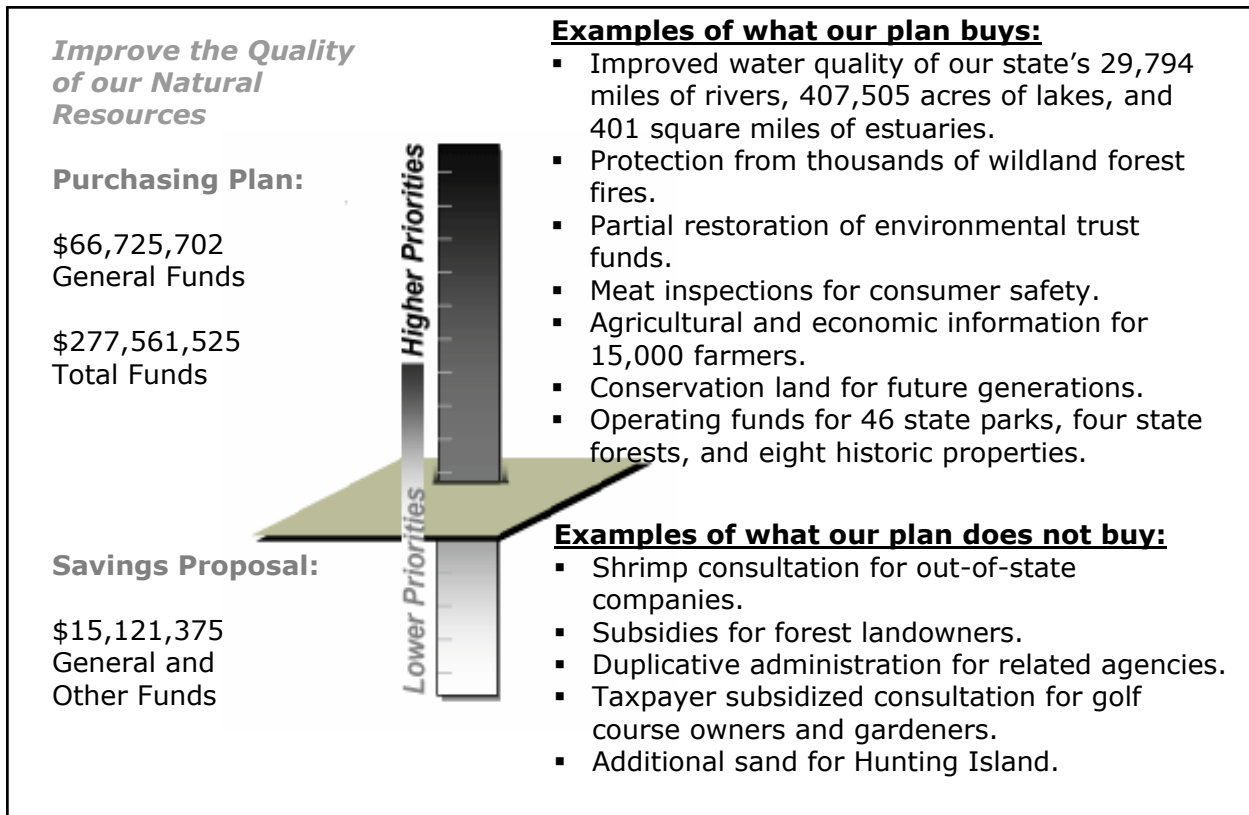 Improve the Quality
of our Natural
Resources
Purchasing Plan:
$66,725,702
General Funds
$277,561,525
Total Funds
Savings Proposal:
$15,121,375
General and
Other Funds
Higher Priorities
Lower Priorities
Examples of what our plan buys:
▪ Improved water quality of our state's 29,794
miles of rivers, 407,505 acres of lakes, and
401 square miles of estuaries.
▪ Protection from thousands of wildland forest
fires.
▪ Partial restoration of environmental trust
funds.
▪ Meat inspections for consumer safety.
▪ Agricultural and economic information for
15,000 farmers.
▪ Conservation land for future generations.
▪ Operating funds for 46 state parks, four state
forests, and eight historic properties.
Examples of what our plan does not buy:
▪ Shrimp consultation for out-of-state
companies.
▪ Subsidies for forest landowners.
▪ Duplicative administration for related agencies.
▪ Taxpayer subsidized consultation for golf
course owners and gardeners.
▪ Additional sand for Hunting Island.